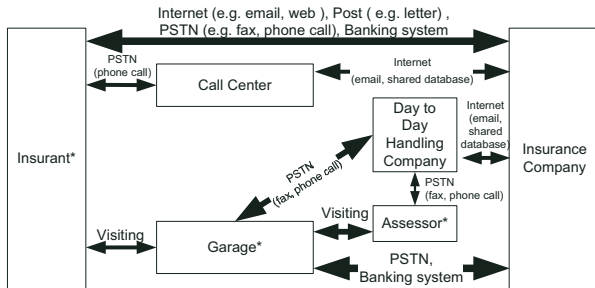 Internet (e.g. email, web ), Post ( e.g. letter) ,
PSTN (e.g. fax, phone call), Banking system
PSTN
(phone call)
Call Center
Internet
(email, shared database)
Insurant*
Day to
Day
Handling
Company
Internet
(email,
shared
database)
Insurance
Company
PSTN
(fax, phone call)
PSTN
(fax, phone call)
Visiting
Garage*
Visiting
Assessor*
PSTN,
Banking system